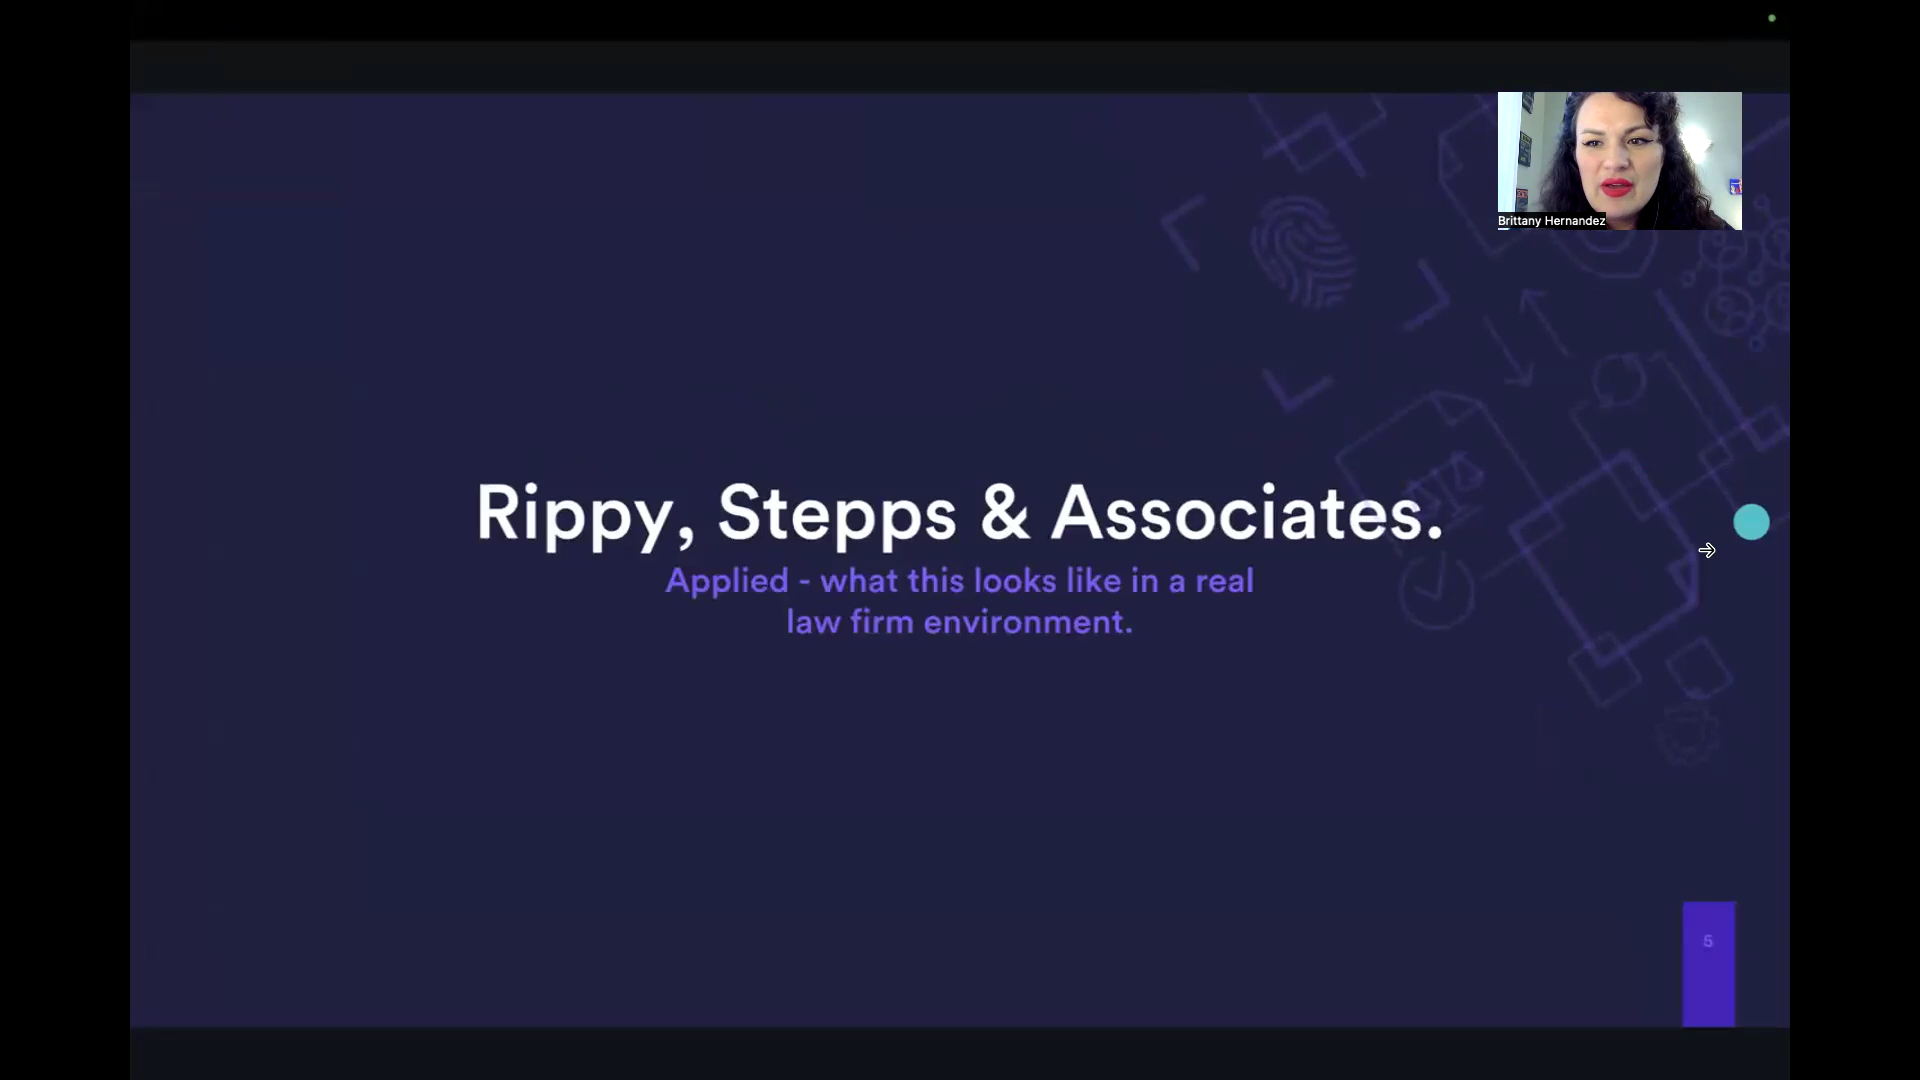 Brittany Hernandez
Rippy, Stepps & Associates.
Applied - what this looks like in a real
law firm environment.
5